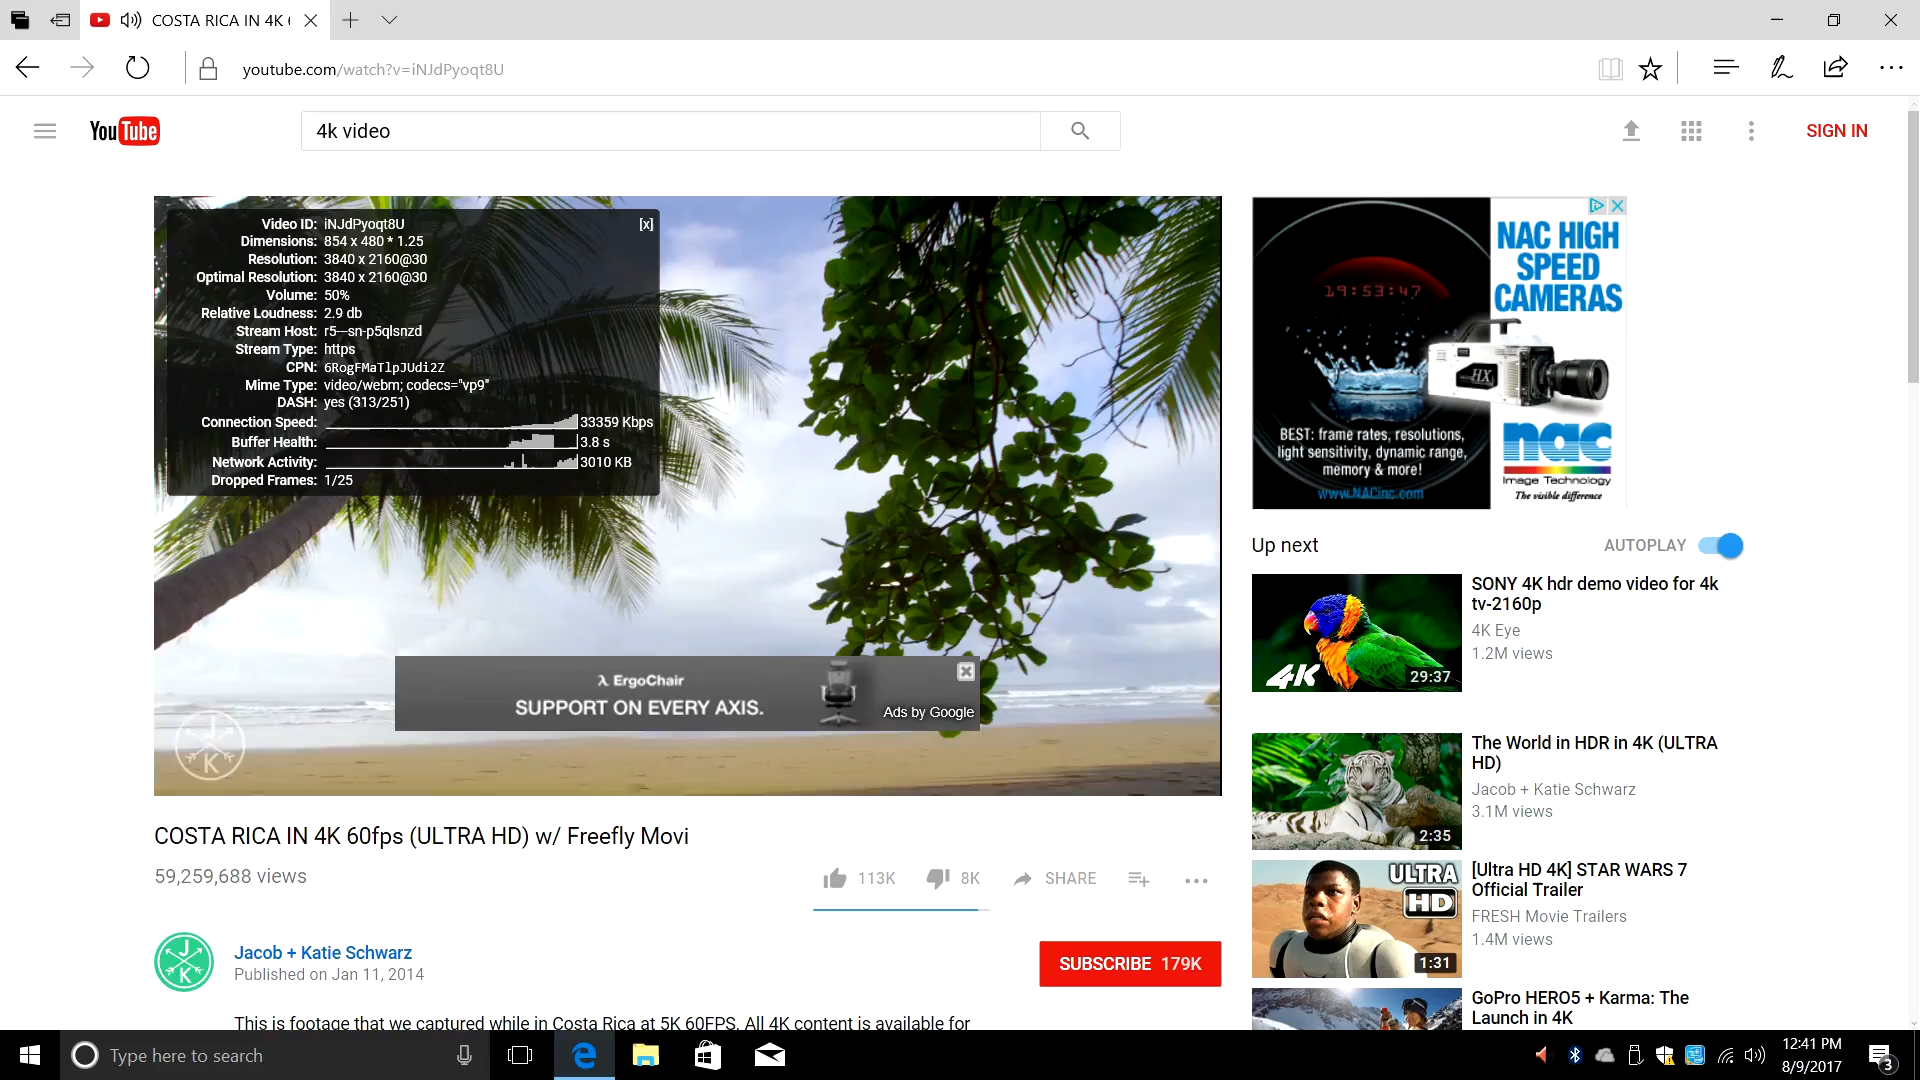 COSTA RICA IN 4K
youtube.com/watch?v=iNJdPyoqt8U
YouTube
4k video
SIGN IN
Video ID: iNJdPyoqt8U
[x]
Dimensions: 854 x 480 * 1.25
Resolution: 3840 x 2160@30
Optimal Resolution: 3840 x 2160@30
Volume: 50%
Relative Loudness: 2.9 db
Stream Host: r5---sn-p5qlsnzd
Stream Type: https
CPN: 6RogFMaTlpJUdi2Z
Mime Type: video/webm; codecs="vp9"
DASH: yes (313/251)
Connection Speed: 33359 Kbps
Buffer Health: 3.8 s
Network Activity: 3010 KB
Dropped Frames: 1/25
λ ErgoChair
SUPPORT ON EVERY AXIS.
Ads by Google
J
K
COSTA RICA IN 4K 60fps (ULTRA HD) w/ Freefly Movi
59,259,688 views
113K
8K
SHARE
J
K
Jacob + Katie Schwarz
Published on Jan 11, 2014
SUBSCRIBE 179K
This is footage that we captured while in Costa Rica at 5K 60FPS. All 4K content is available for
NAC HIGH
SPEED
CAMERAS
19:53:47
HX
BEST: frame rates, resolutions,
light sensitivity, dynamic range,
memory & more!
www.NACinc.com
nac
Image Technology
The visible difference
Up next
AUTOPLAY
4K
29:37
SONY 4K hdr demo video for 4k
tv-2160p
4K Eye
1.2M views
2:35
The World in HDR in 4K (ULTRA
HD)
Jacob + Katie Schwarz
3.1M views
ULTRA
HD
1:31
[Ultra HD 4K] STAR WARS 7
Official Trailer
FRESH Movie Trailers
1.4M views
GoPro HERO5 + Karma: The
Launch in 4K
Type here to search
12:41 PM
8/9/2017
3